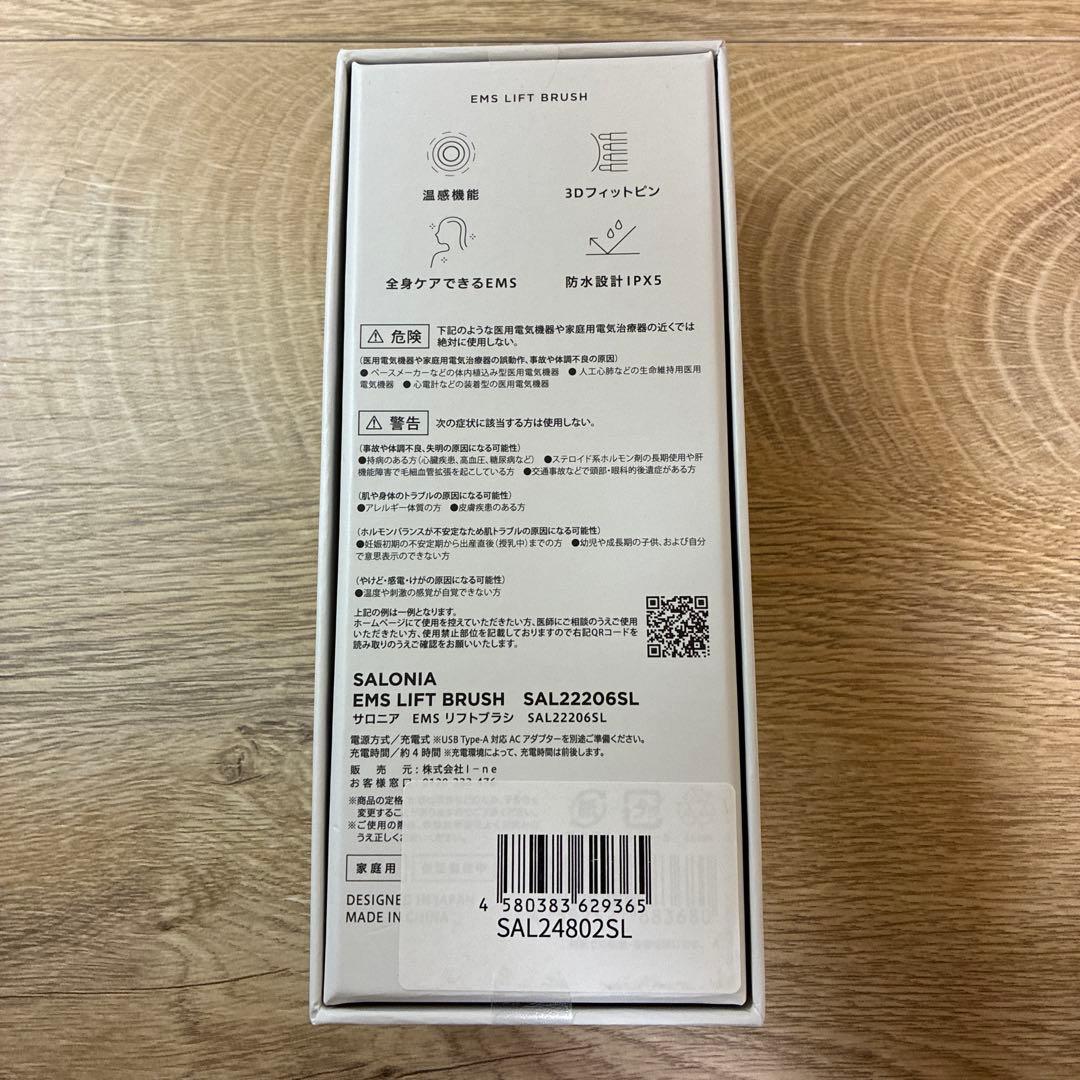 EMS LIFT BRUSH
温感機能
3Dフィットピン
全身ケアできるEMS
防水設計IPX5
危険
下記のような医用電気機器や家庭用電気治療器の近くでは
絶対に使用しない。
(医用電気機器や家庭用電気治療器の誤動作、事故や体調不良の原因)
●ペースメーカーなどの体内植込み型医用電気機器 ●人工心肺などの生命維持用医用
電気機器 ●心電計などの装着型の医用電気機器
警告
次の症状に該当する方は使用しない。
(事故や体調不良、失明の原因になる可能性)
●持病のある方(心臓疾患、高血圧、糖尿病など) ●ステロイド系ホルモン剤の長期使用や肝
機能障害で毛細血管拡張を起こしている方 ●交通事故などで頭部・眼科的後遺症がある方
(肌や身体のトラブルの原因になる可能性)
●アレルギー体質の方 ●皮膚疾患のある方
(ホルモンバランスが不安定なため肌トラブルの原因になる可能性)
●妊娠初期の不安定期から出産直後(授乳中)までの方 ●幼児や成長期の子供、および自分
で意思表示のできない方
(やけど・感電・けがの原因になる可能性)
●温度や刺激の感覚が自覚できない方
上記の例は一例となります。
ホームページにて使用を控えていただきたい方、医師にご相談のうえご使用
いただきたい方、使用禁止部位を記載しておりますので右記QRコードを
読み取りのうえご確認をお願いいたします。
SALONIA
EMS LIFT BRUSH SAL22206SL
サロニア EMS リフトブラシ SAL22206SL
電源方式/充電式 ※USB Type-A 対応 AC アダプターを別途ご準備ください。
充電時間/約4時間 ※充電環境によって、充電時間は前後します。
販売元:株式会社I-ne
お客様窓口:0120-333-476
※商品の定格
変更するこ
※ご使用の際
うえ正しく
家庭用
DESIGNED IN JAPAN
MADE IN CHINA
4 580383 629365
SAL24802SL